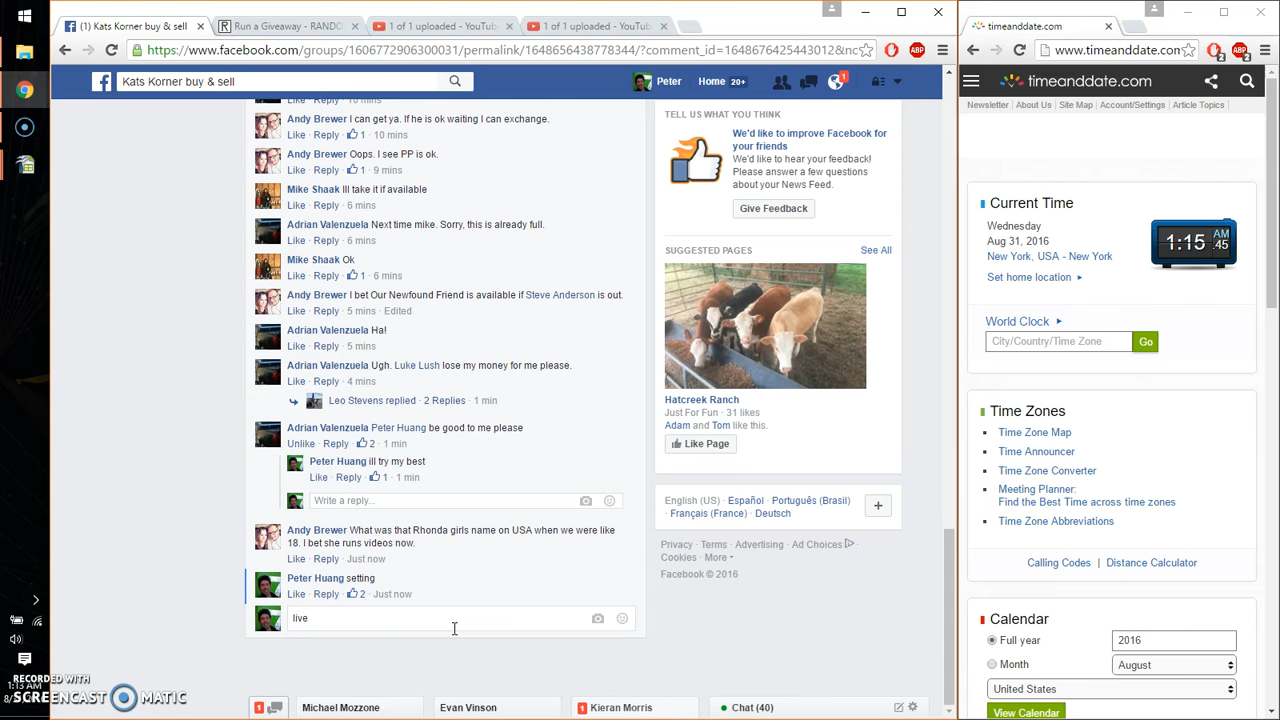 (1) Kats Korner buy & sell
Run a Giveaway - RANDO
1 of 1 uploaded - YouTube
1 of 1 uploaded - YouTube
timeanddate.com
https://www.facebook.com/groups/160677290630003​1/permalink/1648656438778344/?comment_id=1648676425443012&nc
www.timeanddate.com
Kats Korner buy & sell
Peter
Home 20+
1
timeanddate.com
Newsletter About Us Site Map Account/Settings Article Topics
10 mins
Andy Brewer I can get ya. If he is ok waiting I can exchange.
Like · Reply · 1 · 10 mins
Andy Brewer Oops. I see PP is ok.
Like · Reply · 1 · 9 mins
Mike Shaak Ill take it if available
Like · Reply · 6 mins
Adrian Valenzuela Next time mike. Sorry, this is already full.
Like · Reply · 6 mins
Mike Shaak Ok
Like · Reply · 1 · 6 mins
Andy Brewer I bet Our Newfound Friend is available if Steve Anderson is out.
Like · Reply · 5 mins · Edited
Adrian Valenzuela Ha!
Like · Reply · 5 mins
Adrian Valenzuela Ugh. Luke Lush lose my money for me please.
Like · Reply · 4 mins
Leo Stevens replied · 2 Replies · 1 min
Adrian Valenzuela Peter Huang be good to me please
Unlike · Reply · 2 · 1 min
Peter Huang ill try my best
Like · Reply · 1 · 1 min
Write a reply...
Andy Brewer What was that Rhonda girls name on USA when we were like
18. I bet she runs videos now.
Like · Reply · Just now
Peter Huang setting
Like · Reply · 2 · Just now
live
TELL US WHAT YOU THINK
We'd like to improve Facebook for
your friends
We'd like to hear your feedback!
Please answer a few questions
about your News Feed.
Give Feedback
SUGGESTED PAGES
See All
Hatcreek Ranch
Just For Fun · 31 likes
Adam and Tom like this.
Like Page
English (US) · Español · Português (Brasil) ·
Français (France) · Deutsch
Privacy · Terms · Advertising · Ad Choices ·
Cookies · More
Facebook © 2016
Current Time
Wednesday
Aug 31, 2016
New York, USA - New York
Set home location
1:15 AM .45
World Clock
City/Country/Time Zone
Go
Time Zones
Time Zone Map
Time Announcer
Time Zone Converter
Meeting Planner:
Find the Best Time across time zones
Time Zone Abbreviations
Calling Codes | Distance Calculator
Calendar
Full year
2016
Month
August
United States
View Calendar
1
Michael Mozzone
Evan Vinson
1 Kieran Morris
Chat (40)
RECORDED WITH
1:13 AM
SCREENCAST MATIC